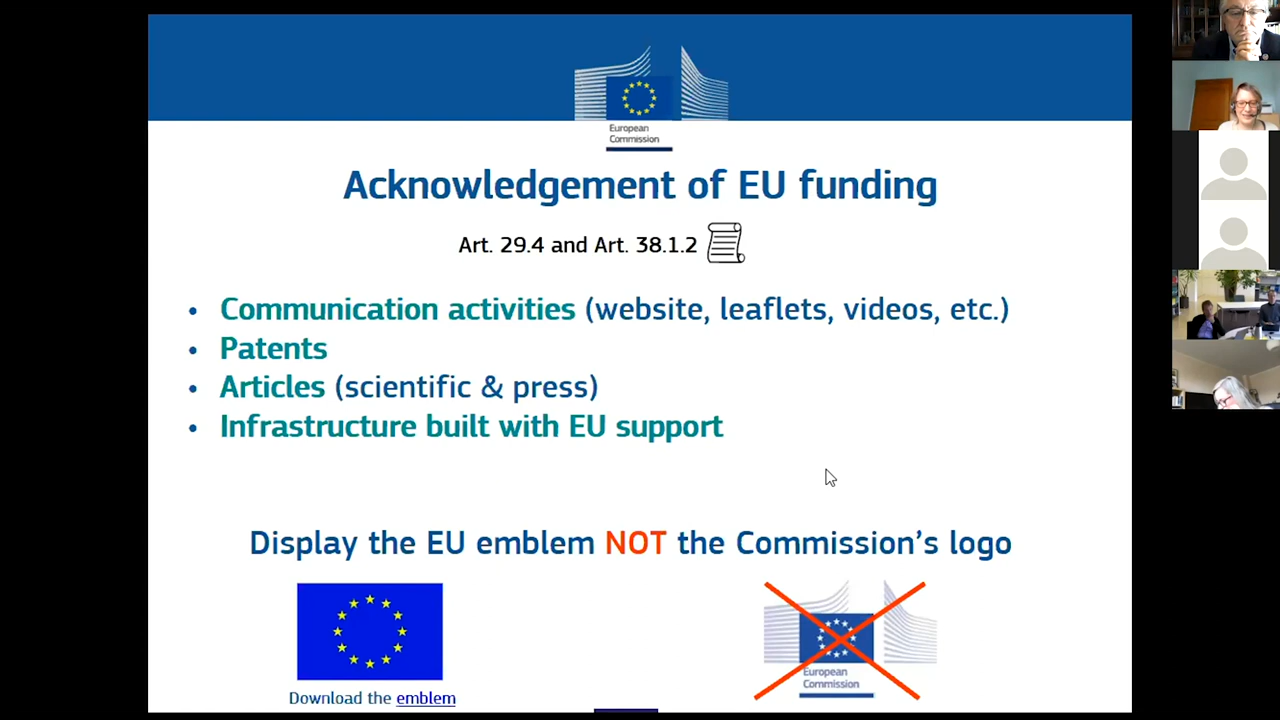 European
Commission
Acknowledgement of EU funding
Art. 29.4 and Art. 38.1.2
• Communication activities (website, leaflets, videos, etc.)
• Patents
• Articles (scientific & press)
• Infrastructure built with EU support
Display the EU emblem NOT the Commission's logo
European
Commission
Download the emblem